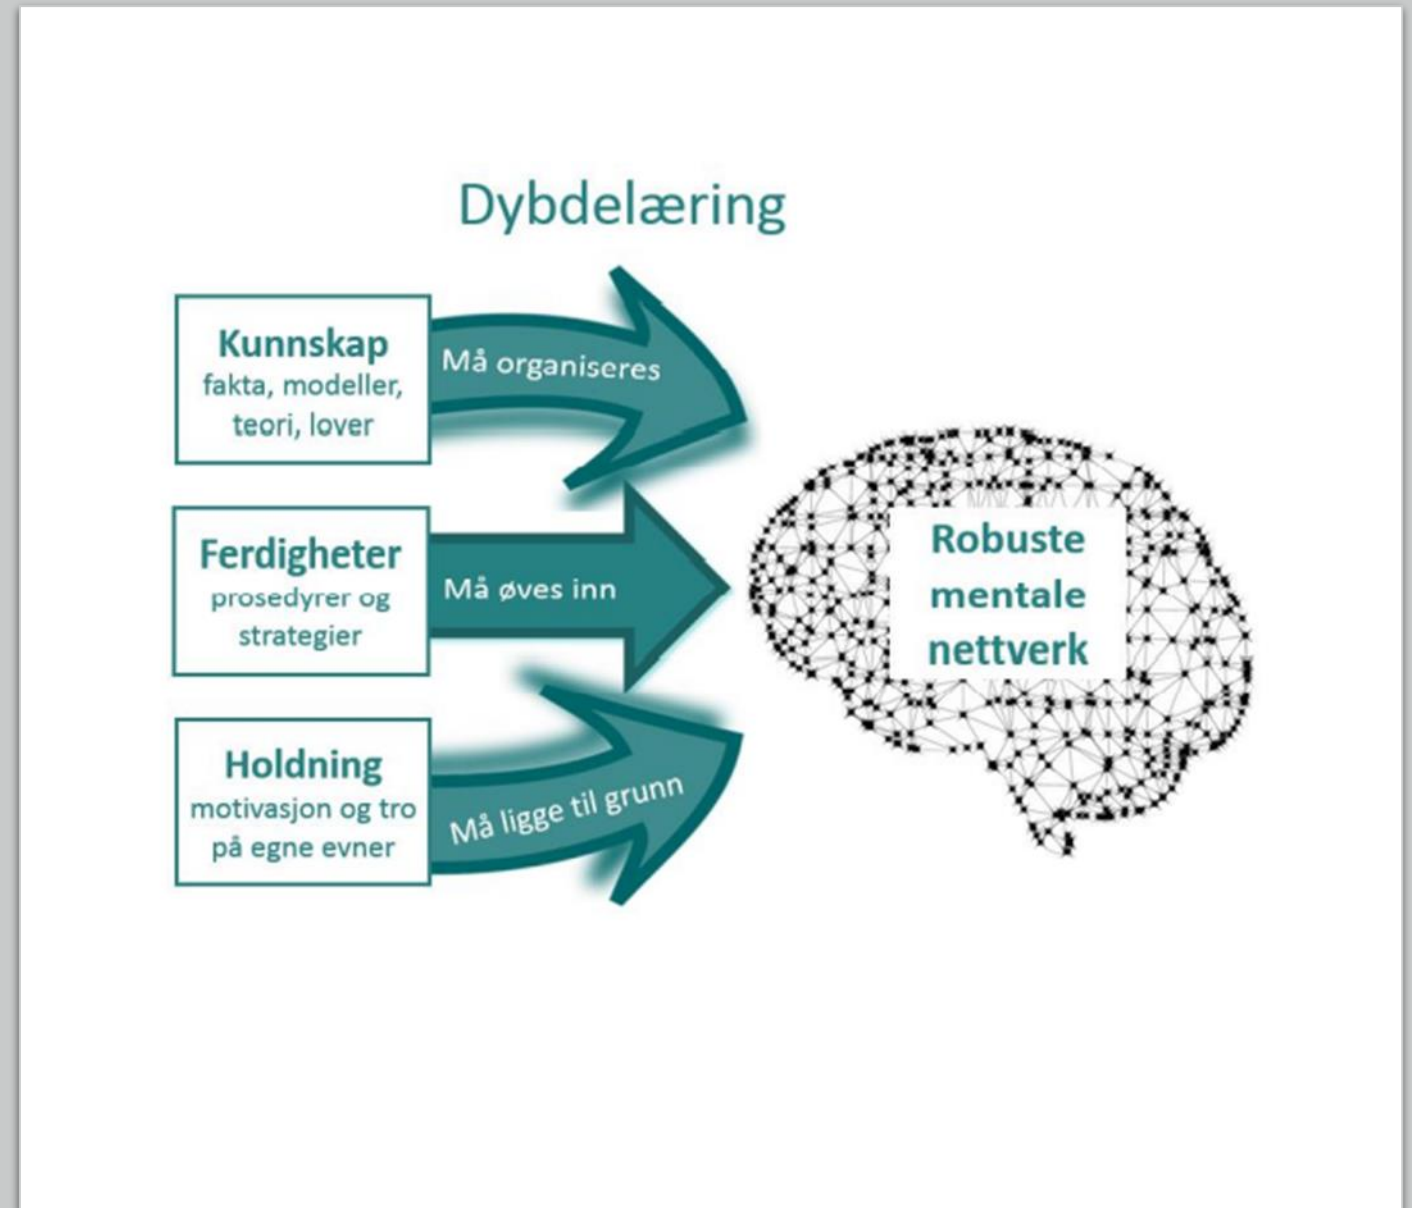 Dybdelæring
Kunnskap
fakta, modeller,
teori, lover
Må organiseres
Ferdigheter
prosedyrer og
strategier
Må øves inn
Holdning
motivasjon og tro
på egne evner
Må ligge til grunn
Robuste
mentale
nettverk